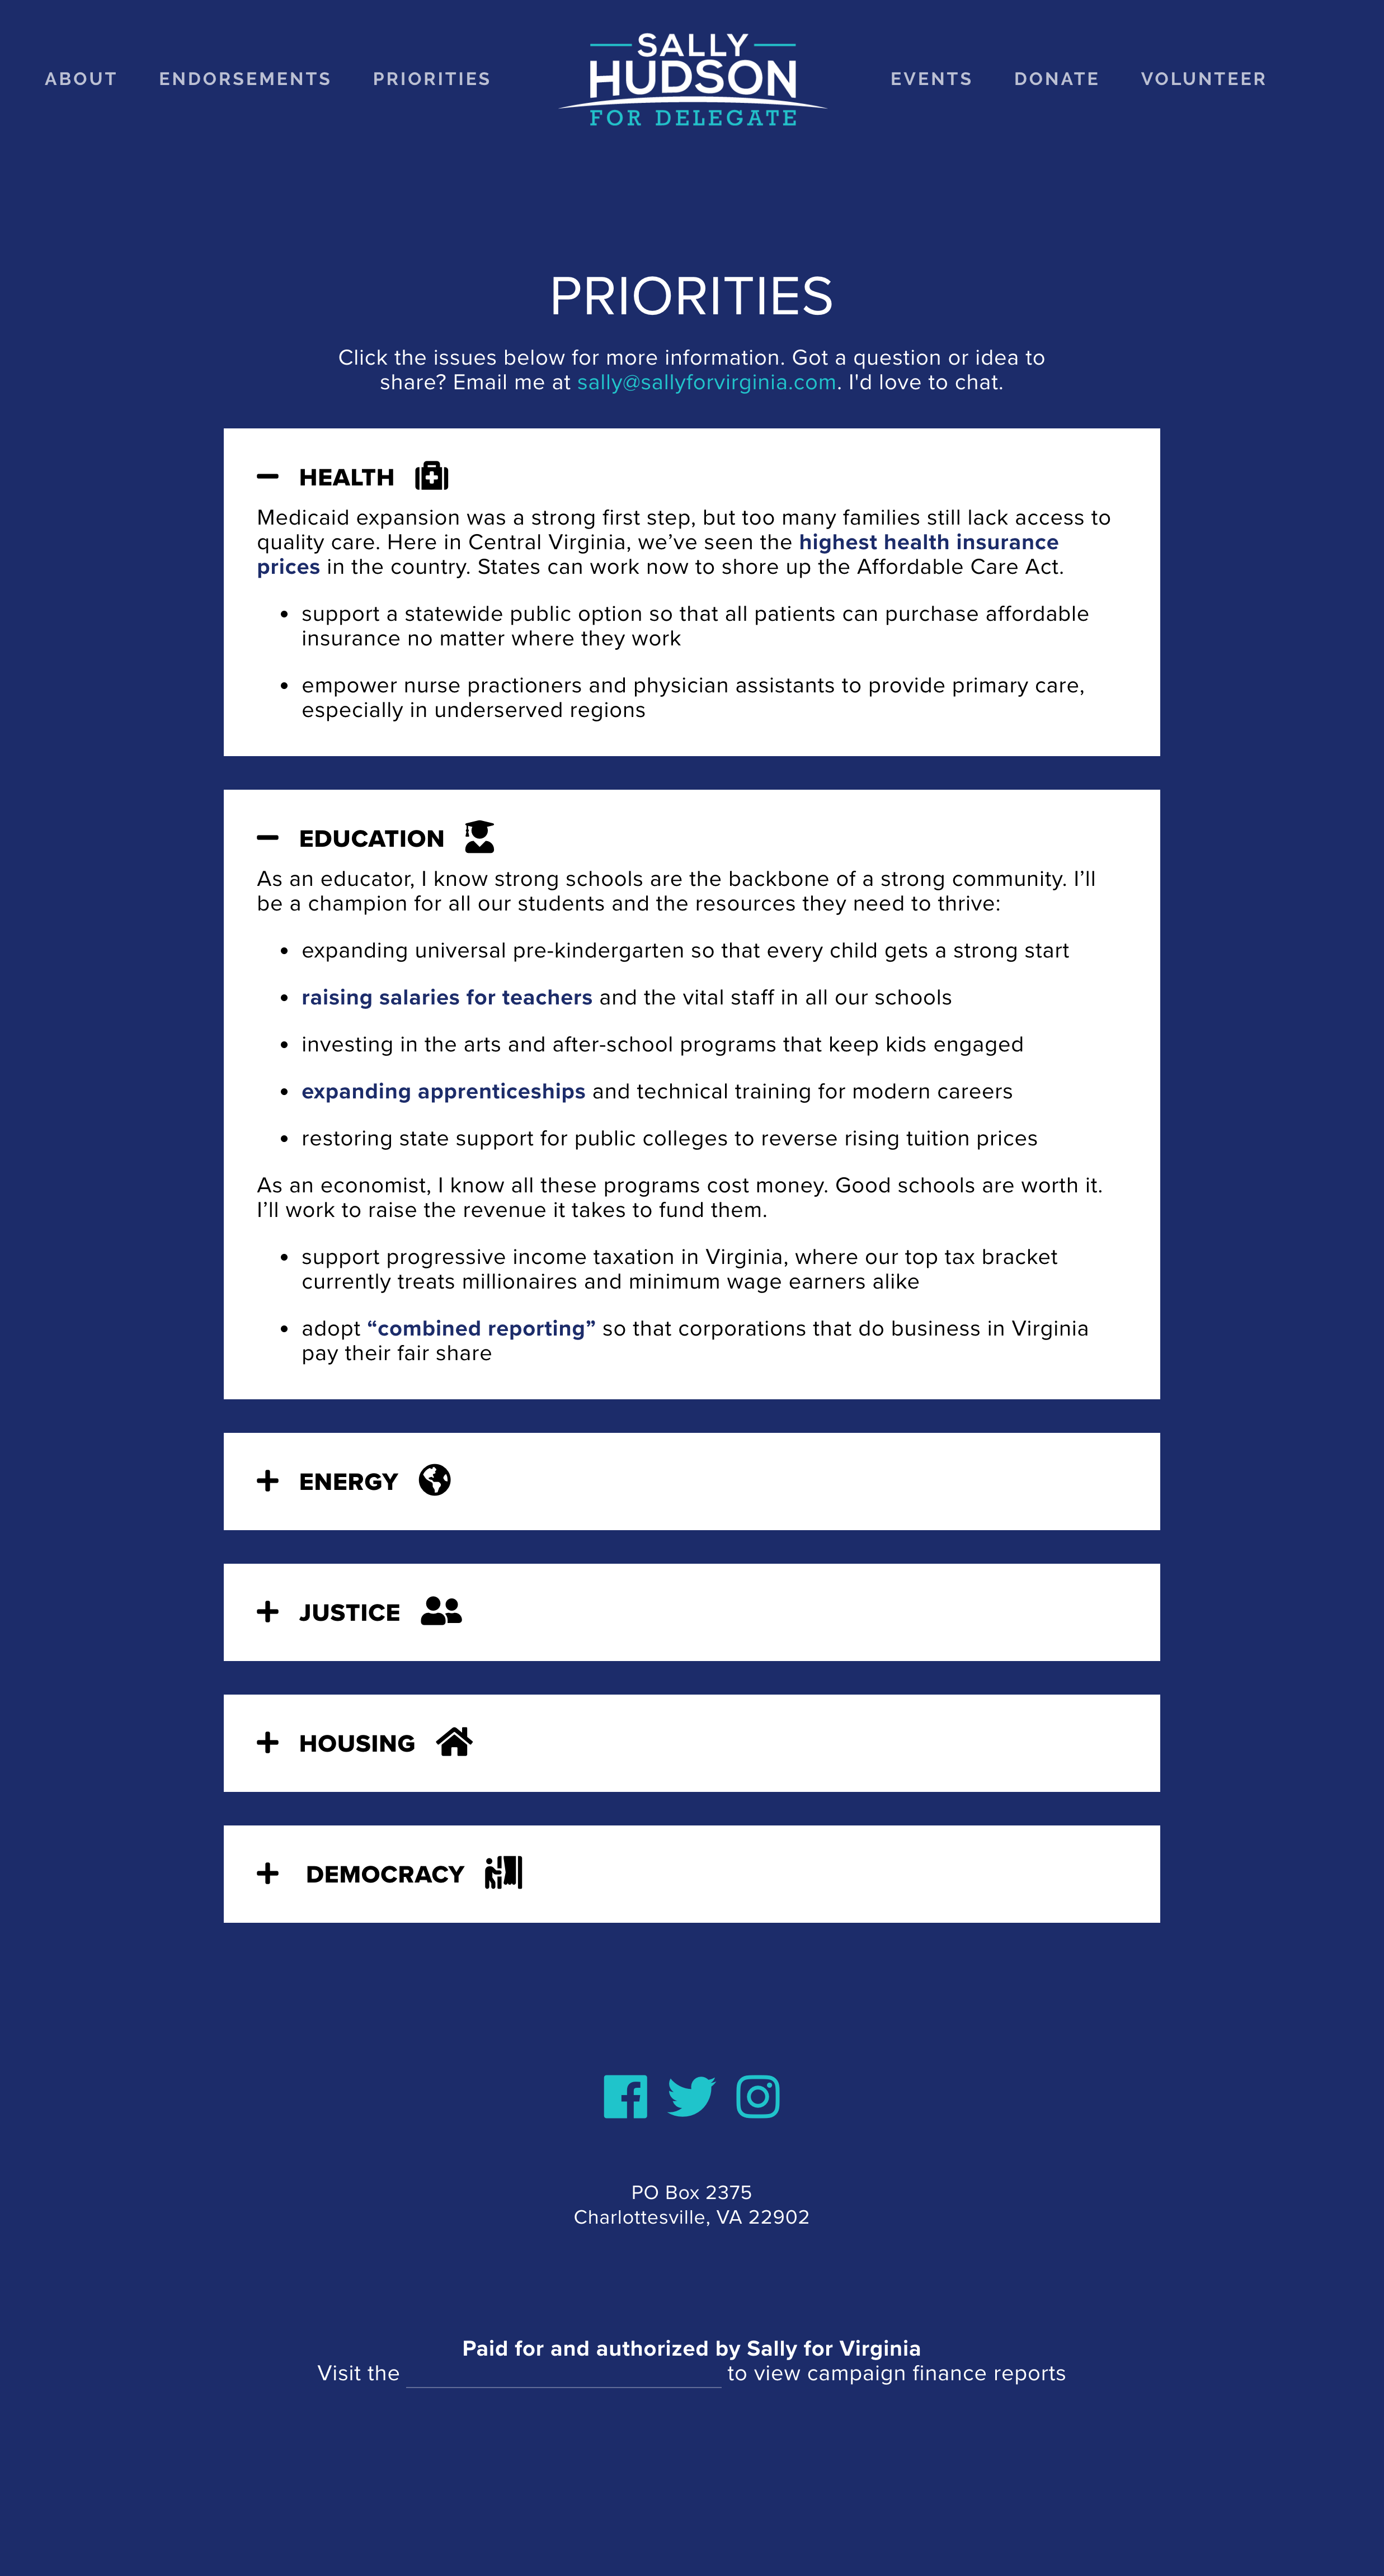 ABOUT ENDORSEMENTS PRIORITIES
SALLY
HUDSON
FOR DELEGATE
EVENTS DONATE VOLUNTEER
PRIORITIES
Click the issues below for more information. Got a question or idea to
share? Email me at sally@sallyforvirginia.com. I'd love to chat.
HEALTH
Medicaid expansion was a strong first step, but too many families still lack access to
quality care. Here in Central Virginia, we’ve seen the highest health insurance
prices in the country. States can work now to shore up the Affordable Care Act.
• support a statewide public option so that all patients can purchase affordable
insurance no matter where they work
• empower nurse practioners and physician assistants to provide primary care,
especially in underserved regions
EDUCATION
As an educator, I know strong schools are the backbone of a strong community. I’ll
be a champion for all our students and the resources they need to thrive:
• expanding universal pre-kindergarten so that every child gets a strong start
• raising salaries for teachers and the vital staff in all our schools
• investing in the arts and after-school programs that keep kids engaged
• expanding apprenticeships and technical training for modern careers
• restoring state support for public colleges to reverse rising tuition prices
As an economist, I know all these programs cost money. Good schools are worth it.
I’ll work to raise the revenue it takes to fund them.
• support progressive income taxation in Virginia, where our top tax bracket
currently treats millionaires and minimum wage earners alike
• adopt “combined reporting” so that corporations that do business in Virginia
pay their fair share
ENERGY
JUSTICE
HOUSING
DEMOCRACY
PO Box 2375
Charlottesville, VA 22902
Paid for and authorized by Sally for Virginia
Visit the to view campaign finance reports